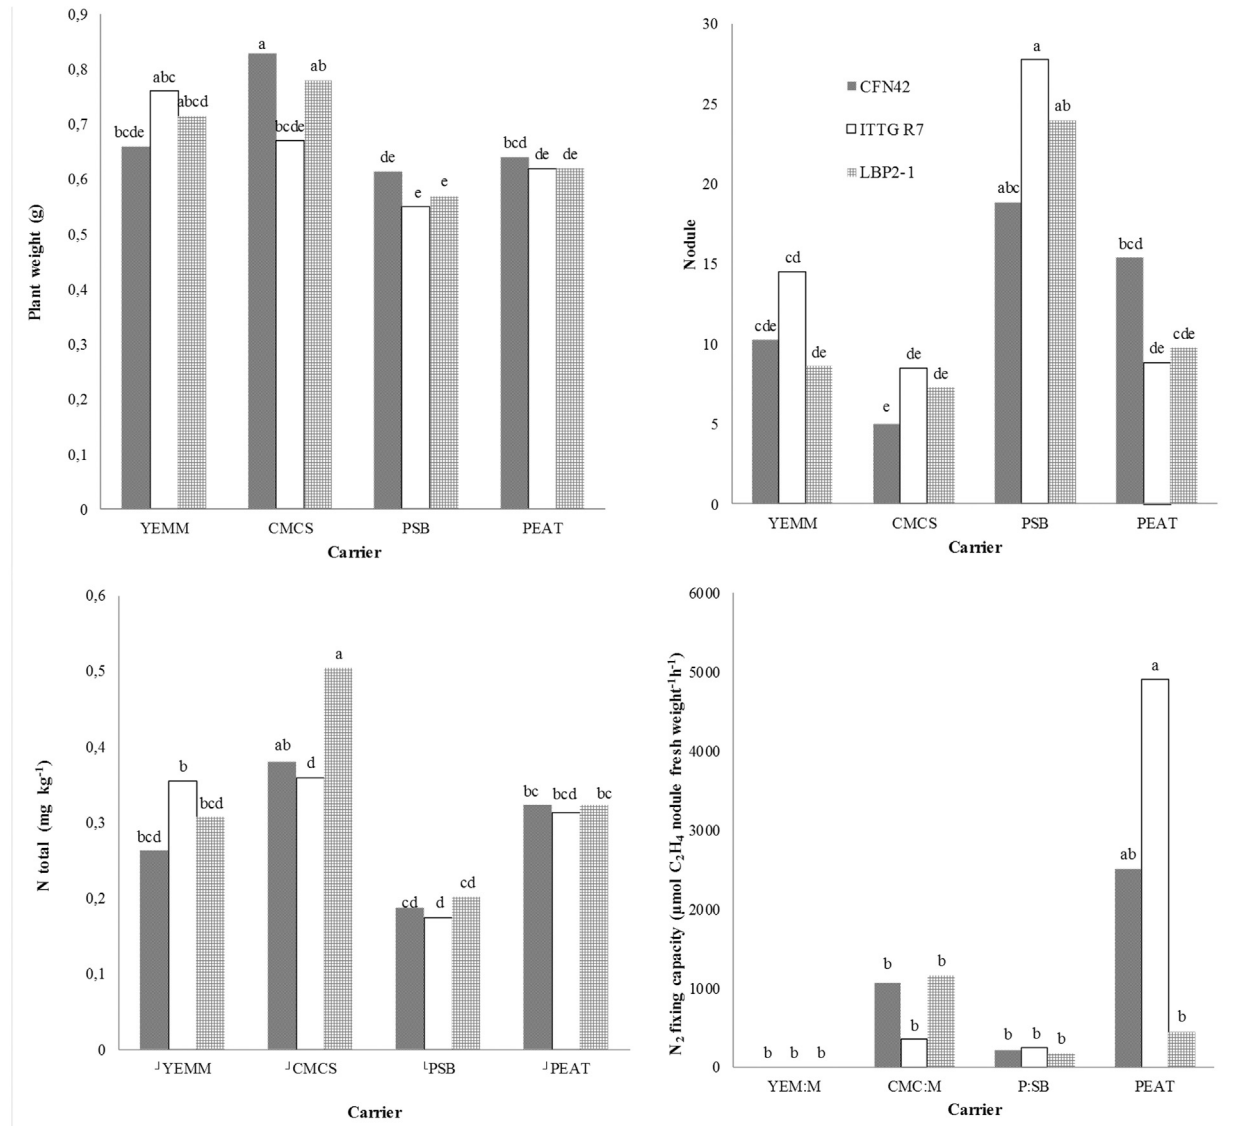 0,9
0,8
0,7
0,6
0,5
0,4
0,3
0,2
0,1
0
Plant weight (g)
bcde abc abcd
a bcde ab
de e e
bcd de de
YEMM CMCS PSB PEAT
Carrier
30
25
20
15
10
5
0
Nodule
CFN42
ITTG R7
LBP2-1
cde cd de
e de de
abc a ab
bcd de cde
YEMM CMCS PSB PEAT
Carrier
0,6
0,5
0,4
0,3
0,2
0,1
0
N total (mg kg⁻¹)
bcd b bcd
ab d a
cd d cd
bc bcd bc
┘YEMM ┘CMCS └PSB ┘PEAT
Carrier
6000
5000
4000
3000
2000
1000
0
N₂ fixing capacity (µmol C₂H₄ nodule fresh weight⁻¹h⁻¹)
b b b
b b b
b b b
ab a b
YEM:M CMC:M P:SB PEAT
Carrier